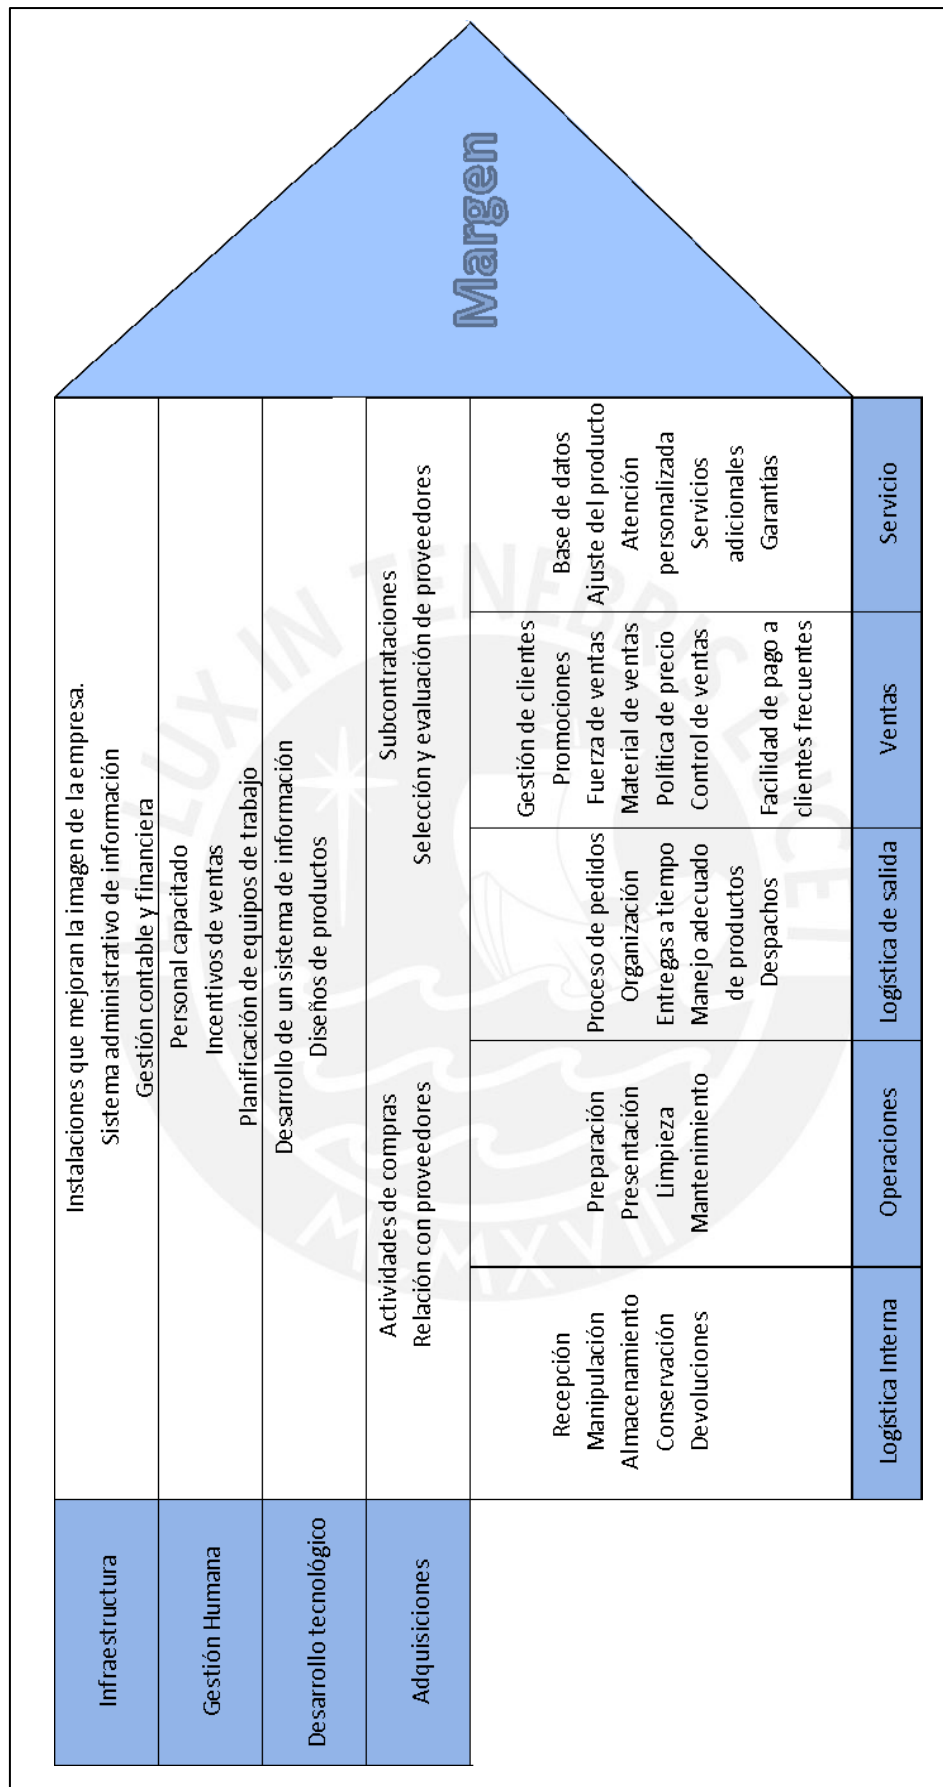 Infraestructura
Instalaciones que mejoran la imagen de la empresa.
Sistema administrativo de información
Gestión contable y financiera
Gestión Humana
Personal capacitado
Incentivos de ventas
Planificación de equipos de trabajo
Desarrollo tecnológico
Desarrollo de un sistema de información
Diseños de productos
Adquisiciones
Actividades de compras
Relación con proveedores
Subcontrataciones
Selección y evaluación de proveedores
Recepción
Manipulación
Almacenamiento
Conservación
Devoluciones
Logística Interna
Preparación
Presentación
Limpieza
Mantenimiento
Operaciones
Proceso de pedidos
Organización
Entregas a tiempo
Manejo adecuado
de productos
Despachos
Logística de salida
Gestión de clientes
Promociones
Fuerza de ventas
Material de ventas
Política de precio
Control de ventas
Facilidad de pago a
clientes frecuentes
Ventas
Base de datos
Ajuste del producto
Atención
personalizada
Servicios
adicionales
Garantías
Servicio
Margen
LUX IN TENEBRIS LUCET
MCMXVII